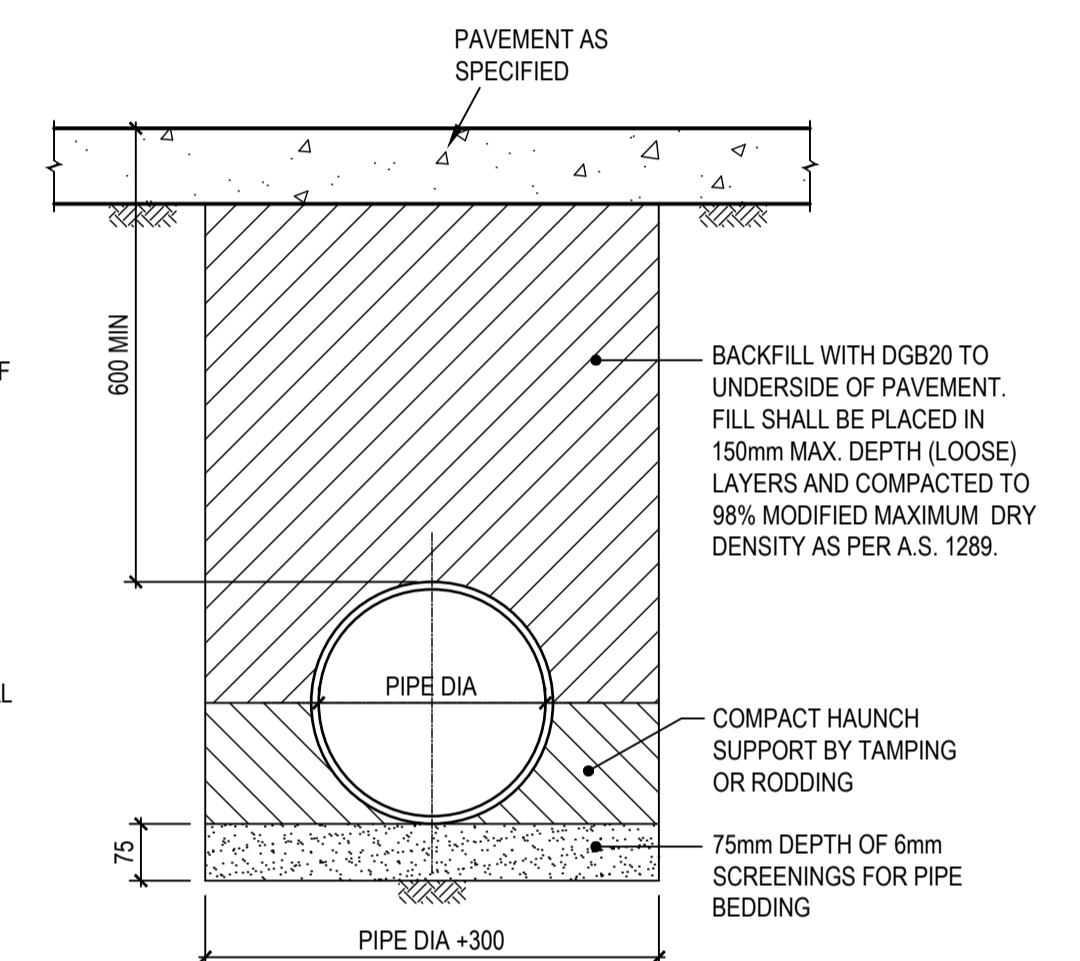 PAVEMENT AS
SPECIFIED
600 MIN
F
BACKFILL WITH DGB20 TO
UNDERSIDE OF PAVEMENT.
FILL SHALL BE PLACED IN
150mm MAX. DEPTH (LOOSE)
LAYERS AND COMPACTED TO
98% MODIFIED MAXIMUM DRY
DENSITY AS PER A.S. 1289.
PIPE DIA
L
COMPACT HAUNCH
SUPPORT BY TAMPING
OR RODDING
75
75mm DEPTH OF 6mm
SCREENINGS FOR PIPE
BEDDING
PIPE DIA +300